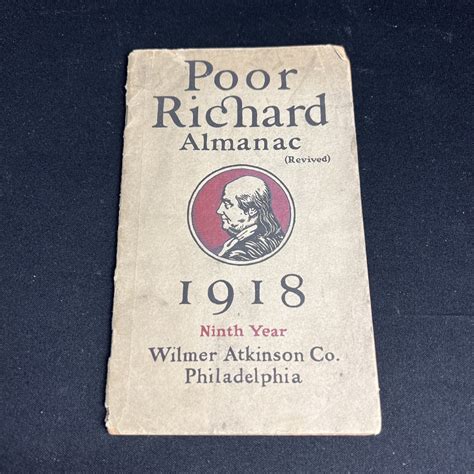 Poor
Richard
Almanac
(Revived)
1918
Ninth Year
Wilmer Atkinson Co.
Philadelphia